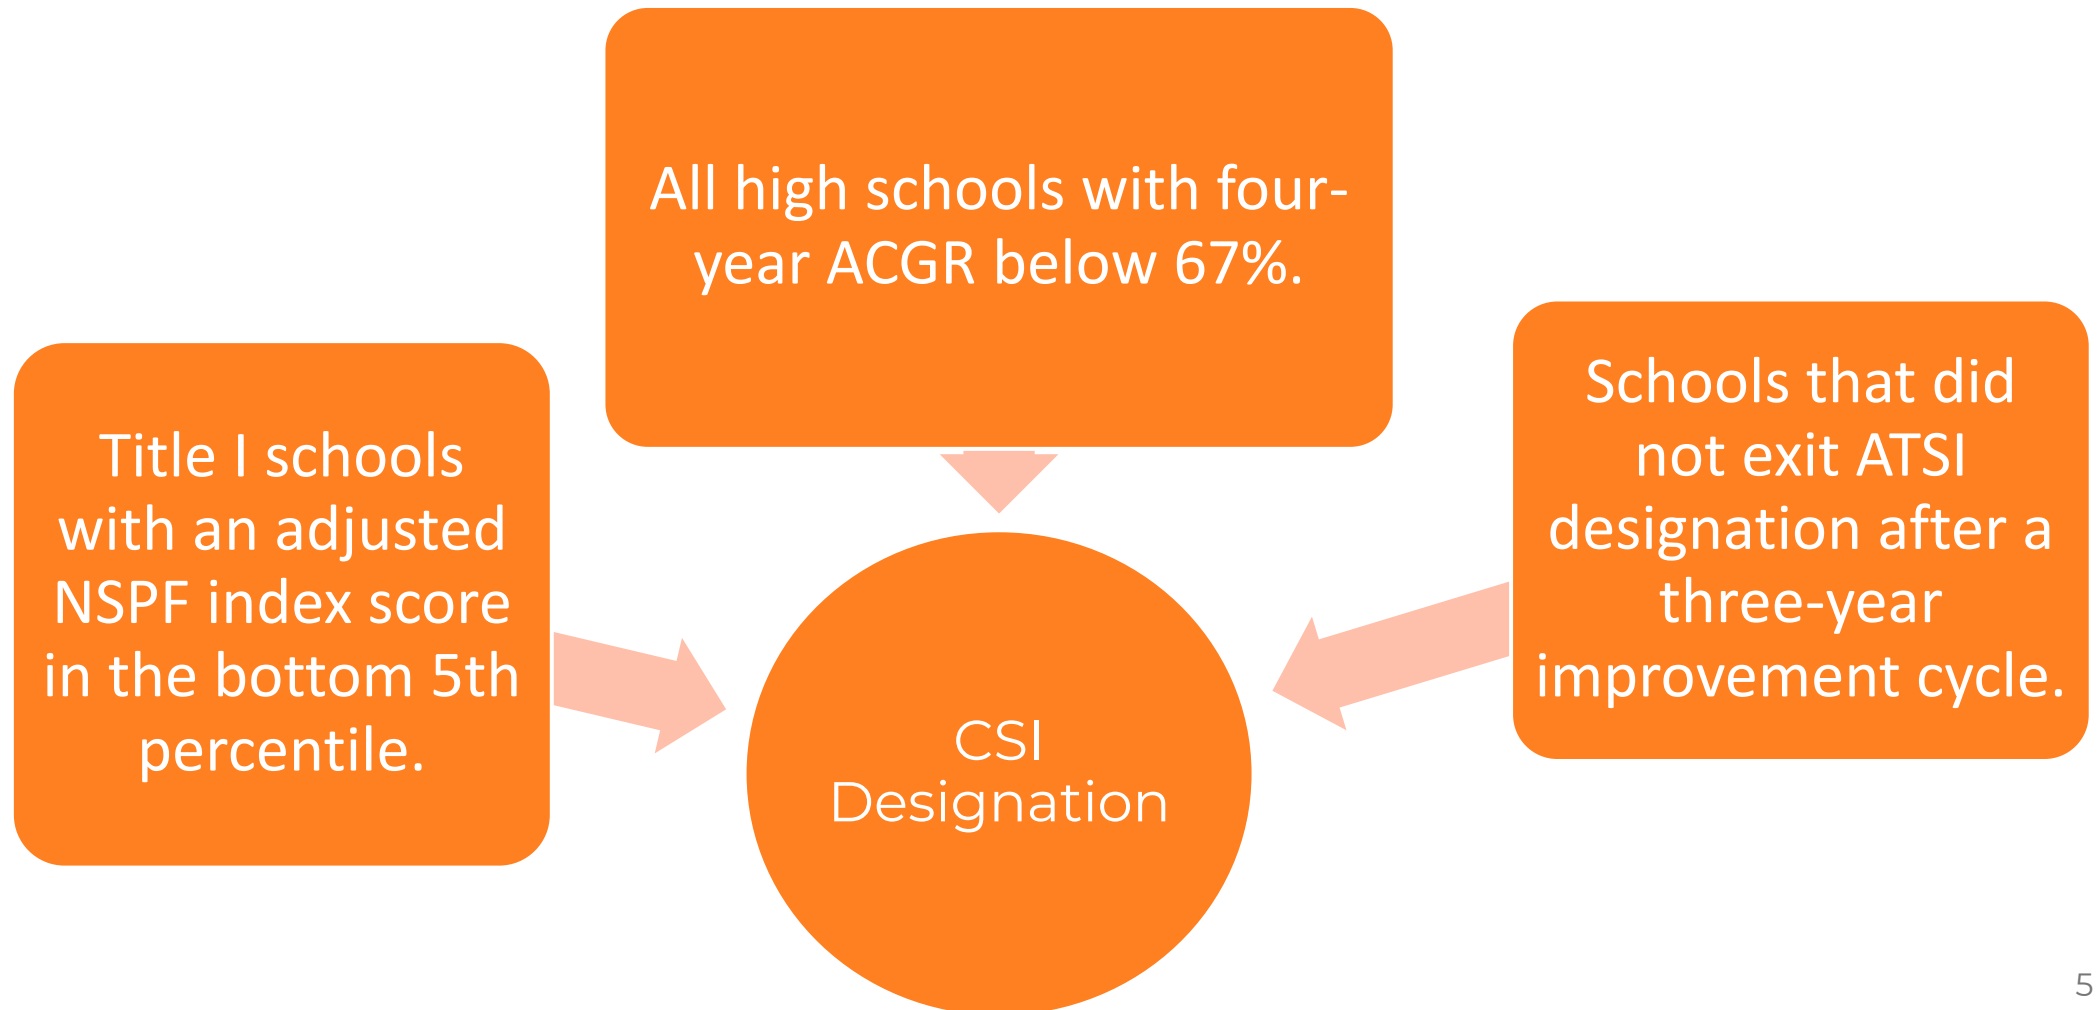 All high schools with four-
year ACGR below 67%.
Title I schools
with an adjusted
NSPF index score
in the bottom 5th
percentile.
Schools that did
not exit ATSI
designation after a
three-year
improvement cycle.
CSI
Designation
5